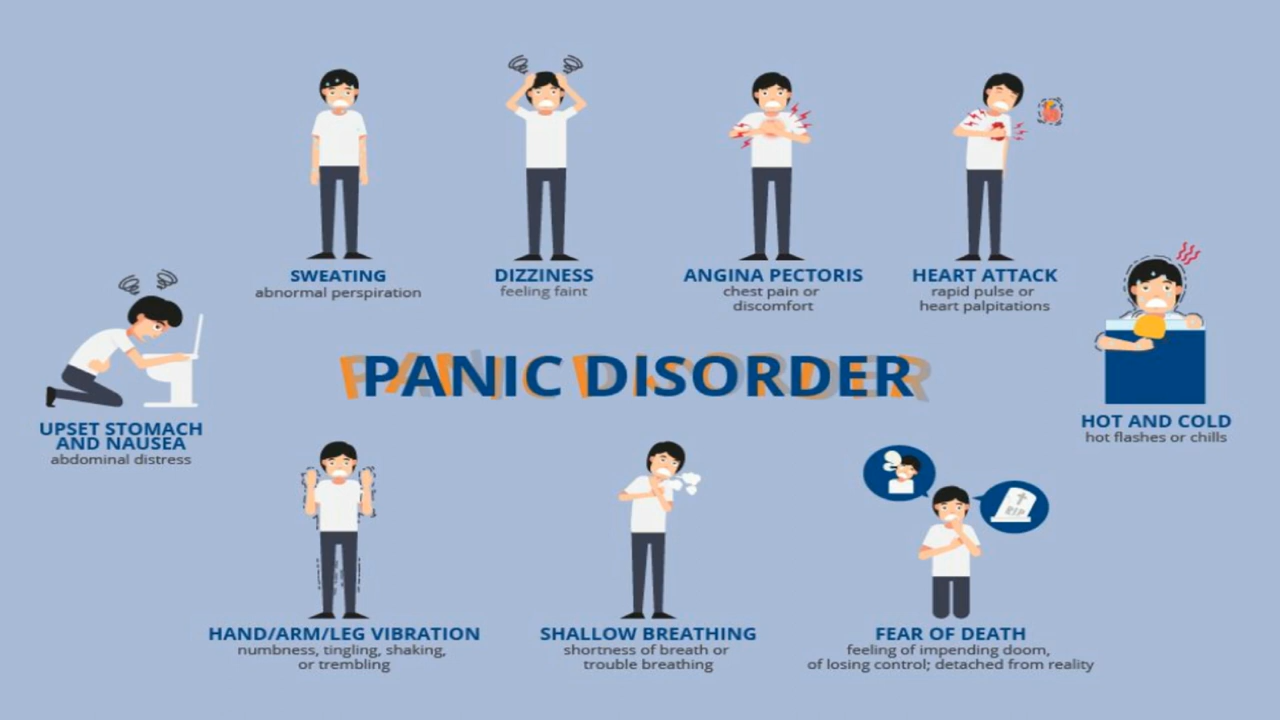 SWEATING
abnormal perspiration
DIZZINESS
feeling faint
ANGINA PECTORIS
chest pain or
discomfort
HEART ATTACK
rapid pulse or
heart palpitations
PANIC DISORDER
UPSET STOMACH
AND NAUSEA
abdominal distress
HOT AND COLD
hot flashes or chills
RIP
HAND/ARM/LEG VIBRATION
numbness, tingling, shaking,
or trembling
SHALLOW BREATHING
shortness of breath or
trouble breathing
FEAR OF DEATH
feeling of impending doom,
of losing control; detached from reality